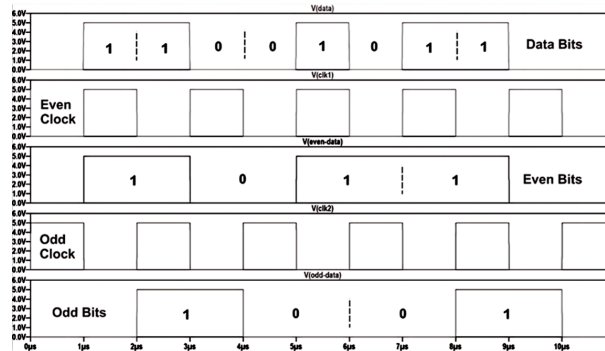 V(data)
6.0V
5.0V
4.0V
3.0V
2.0V
1.0V
0.0V
1 1 0 0 1 0 1 1 Data Bits
V(clk1)
6.0V
5.0V
4.0V
3.0V
2.0V
1.0V
0.0V
Even
Clock
V(even-data)
6.0V
5.0V
4.0V
3.0V
2.0V
1.0V
0.0V
1 0 1 1 Even Bits
V(clk2)
6.0V
5.0V
4.0V
3.0V
2.0V
1.0V
0.0V
Odd
Clock
V(odd-data)
6.0V
5.0V
4.0V
3.0V
2.0V
1.0V
0.0V
Odd Bits 1 0 0 1
0µs 1µs 2µs 3µs 4µs 5µs 6µs 7µs 8µs 9µs 10µs